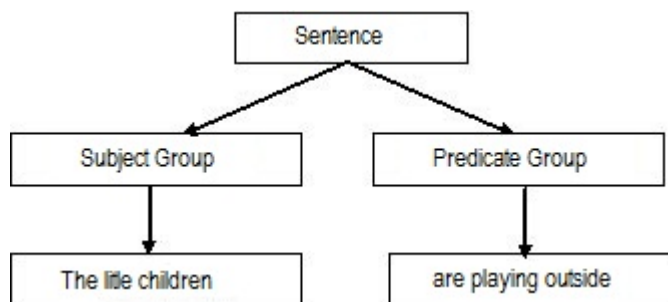 Sentence
Subject Group
Predicate Group
The litle children
are playing outside